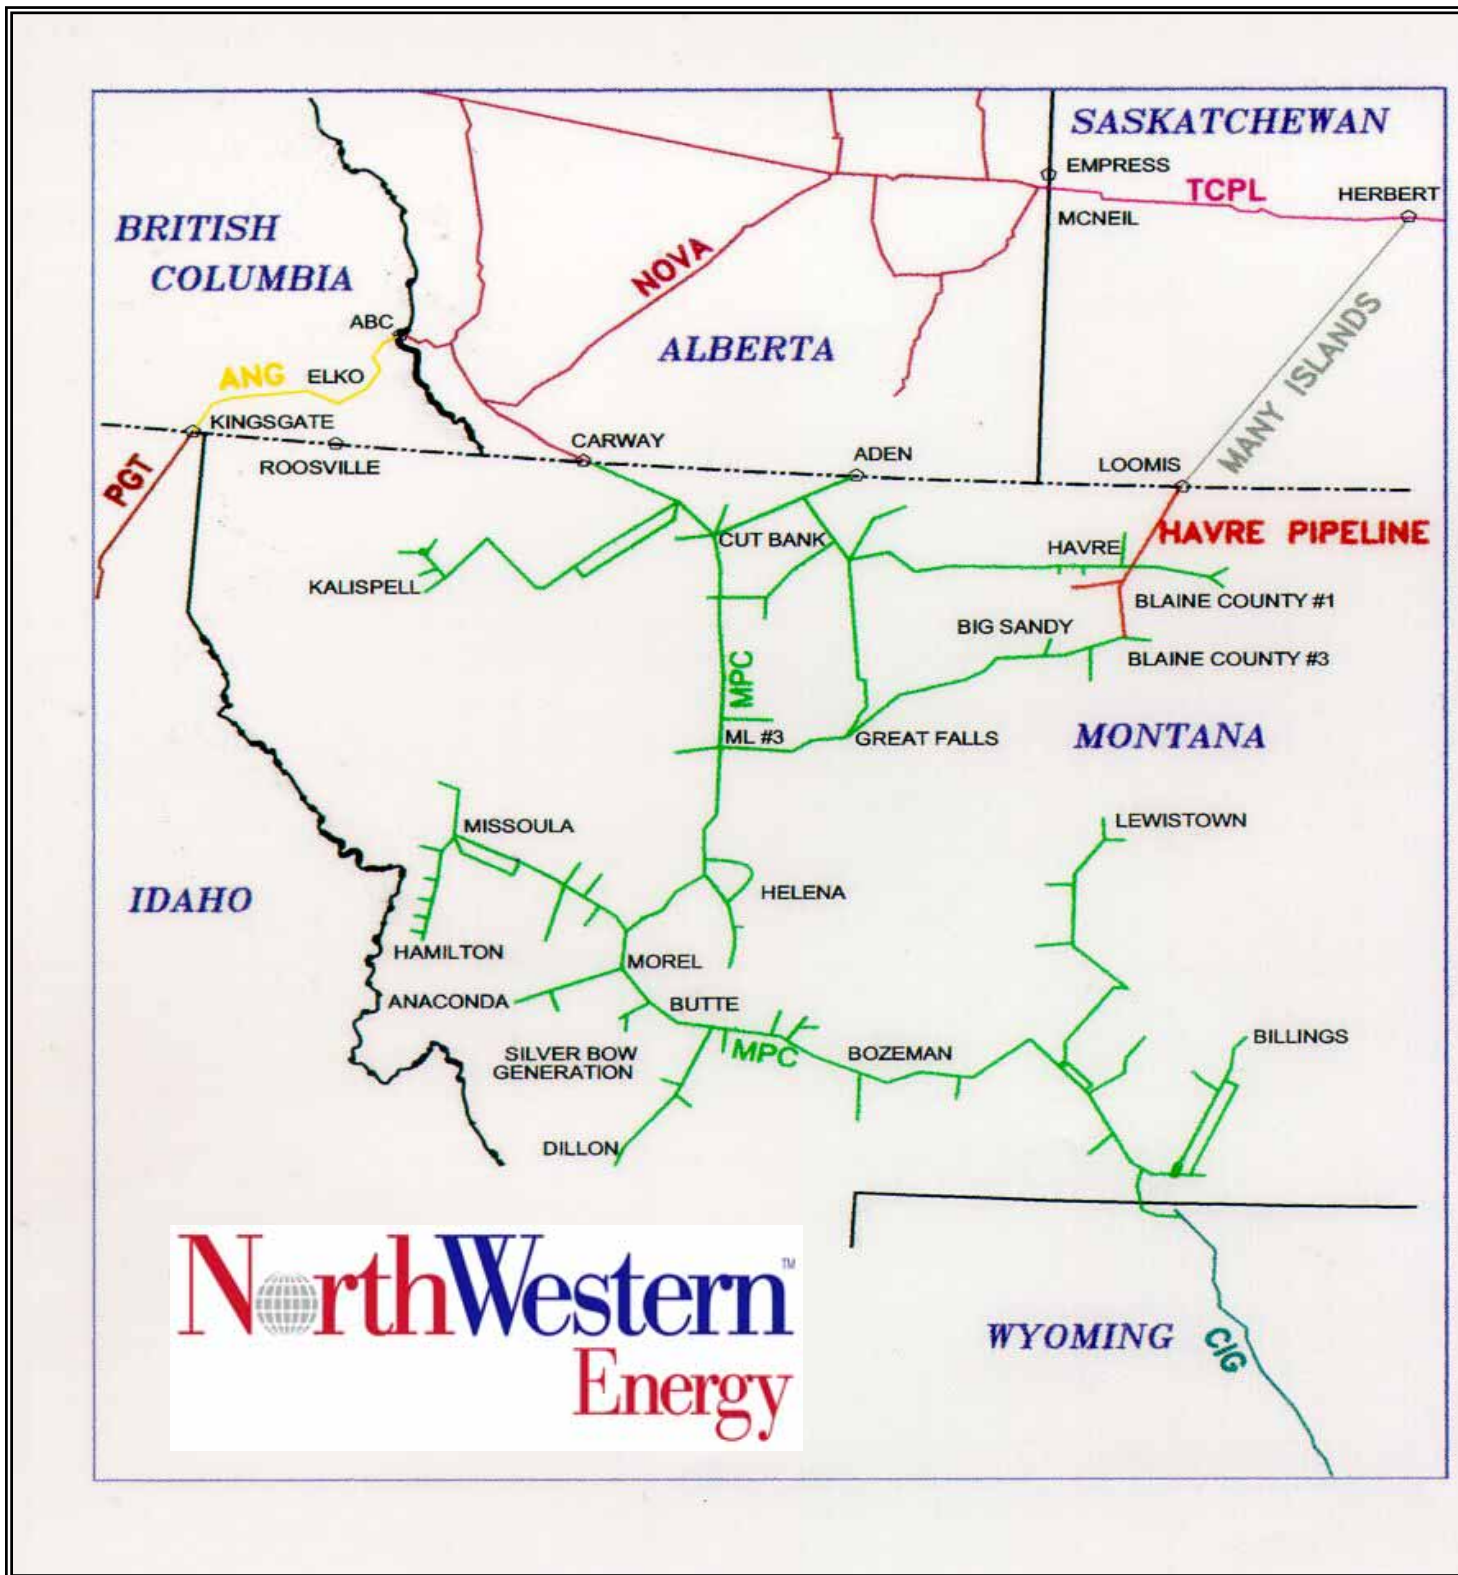 SASKATCHEWAN
EMPRESS
TCPL
HERBERT
MCNEIL
BRITISH
COLUMBIA
NOVA
ABC
ALBERTA
MANY ISLANDS
ANG
ELKO
KINGSGATE
CARWAY
ADEN
ROOSVILLE
LOOMIS
PGT
CUT BANK
HAVRE
HAVRE PIPELINE
KALISPELL
BLAINE COUNTY #1
BIG SANDY
BLAINE COUNTY #3
MPC
ML #3
GREAT FALLS
MONTANA
MISSOULA
LEWISTOWN
IDAHO
HELENA
HAMILTON
MOREL
ANACONDA
BUTTE
BILLINGS
SILVER BOW
GENERATION
MPC
BOZEMAN
DILLON
NorthWestern™
Energy
WYOMING
CIG